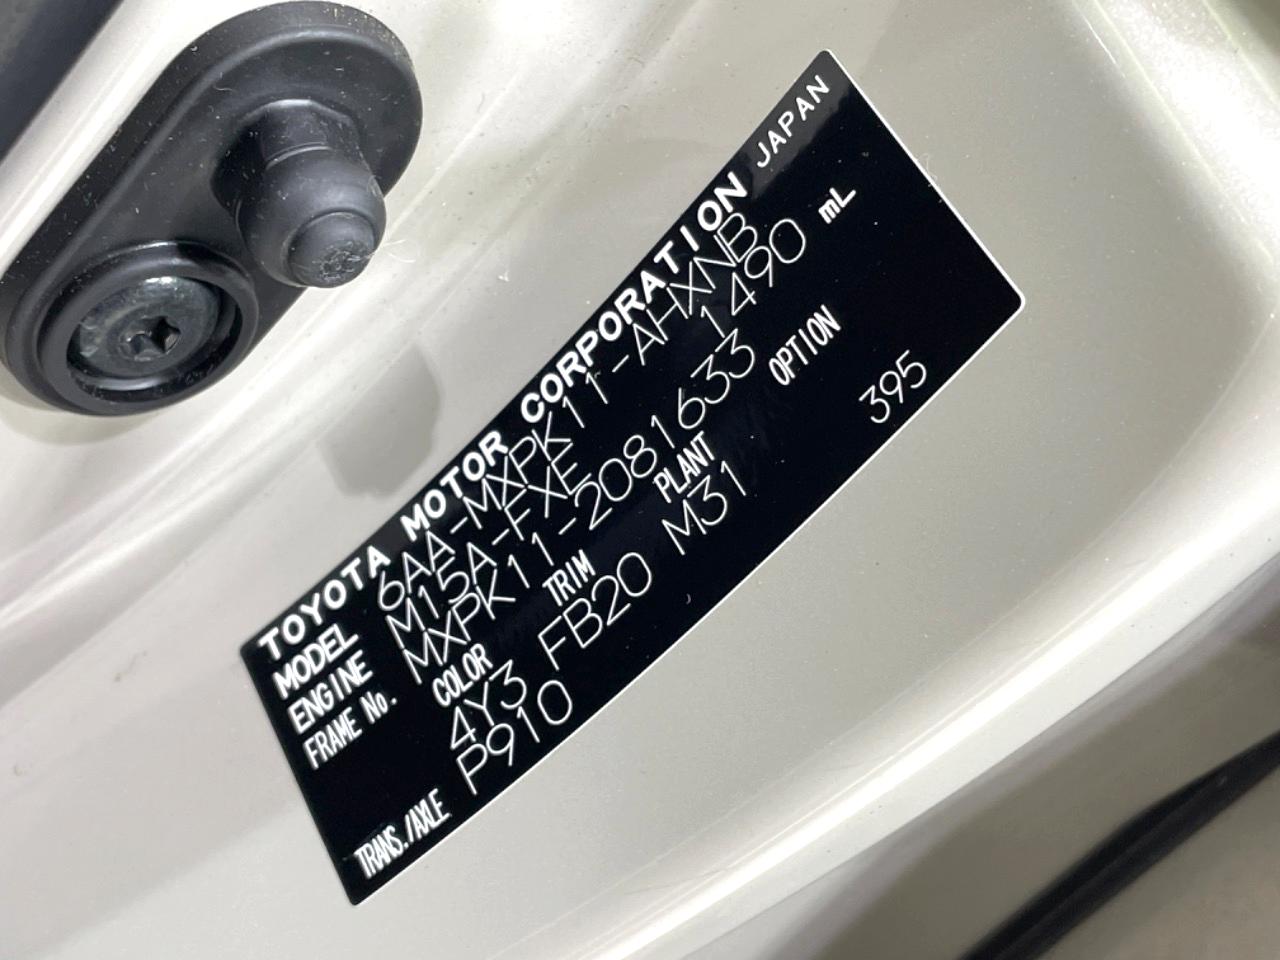 TOYOTA MOTOR CORPORATION JAPAN
MODEL 6AA-MXPK11-AHXNB
ENGINE M15A-FXE 1490 mL
FRAME No. MXPK11-2081633
COLOR TRIM PLANT OPTION
4Y3 FB20 M31 395
TRANS./AXLE P910